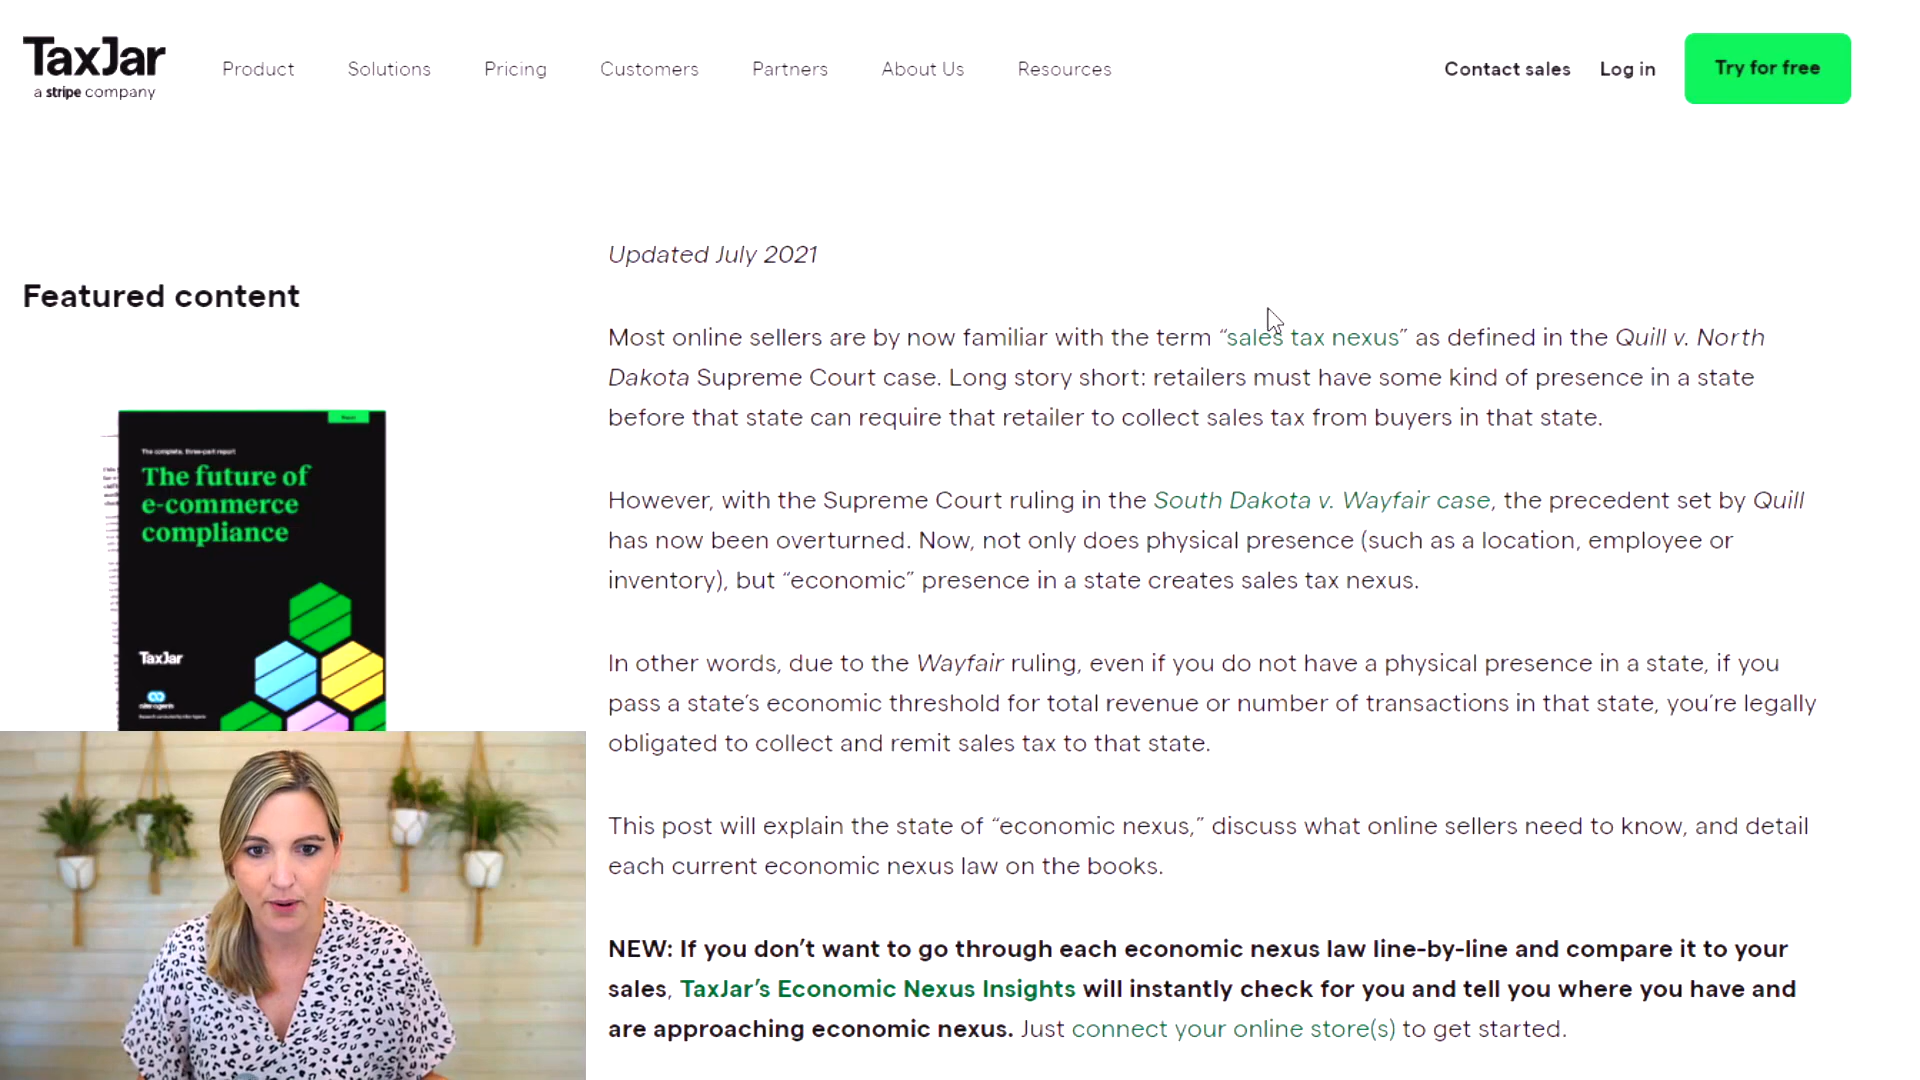 TaxJar
a stripe company
Product
Solutions
Pricing
Customers
Partners
About Us
Resources
Contact sales
Log in
Try for free
Featured content
The complete, three-part report
The future of
e-commerce
compliance
TaxJar
Updated July 2021
Most online sellers are by now familiar with the term “sales tax nexus” as defined in the Quill v. North
Dakota Supreme Court case. Long story short: retailers must have some kind of presence in a state
before that state can require that retailer to collect sales tax from buyers in that state.
However, with the Supreme Court ruling in the South Dakota v. Wayfair case, the precedent set by Quill
has now been overturned. Now, not only does physical presence (such as a location, employee or
inventory), but “economic” presence in a state creates sales tax nexus.
In other words, due to the Wayfair ruling, even if you do not have a physical presence in a state, if you
pass a state’s economic threshold for total revenue or number of transactions in that state, you’re legally
obligated to collect and remit sales tax to that state.
This post will explain the state of “economic nexus,” discuss what online sellers need to know, and detail
each current economic nexus law on the books.
NEW: If you don’t want to go through each economic nexus law line-by-line and compare it to your
sales, TaxJar’s Economic Nexus Insights will instantly check for you and tell you where you have and
are approaching economic nexus. Just connect your online store(s) to get started.